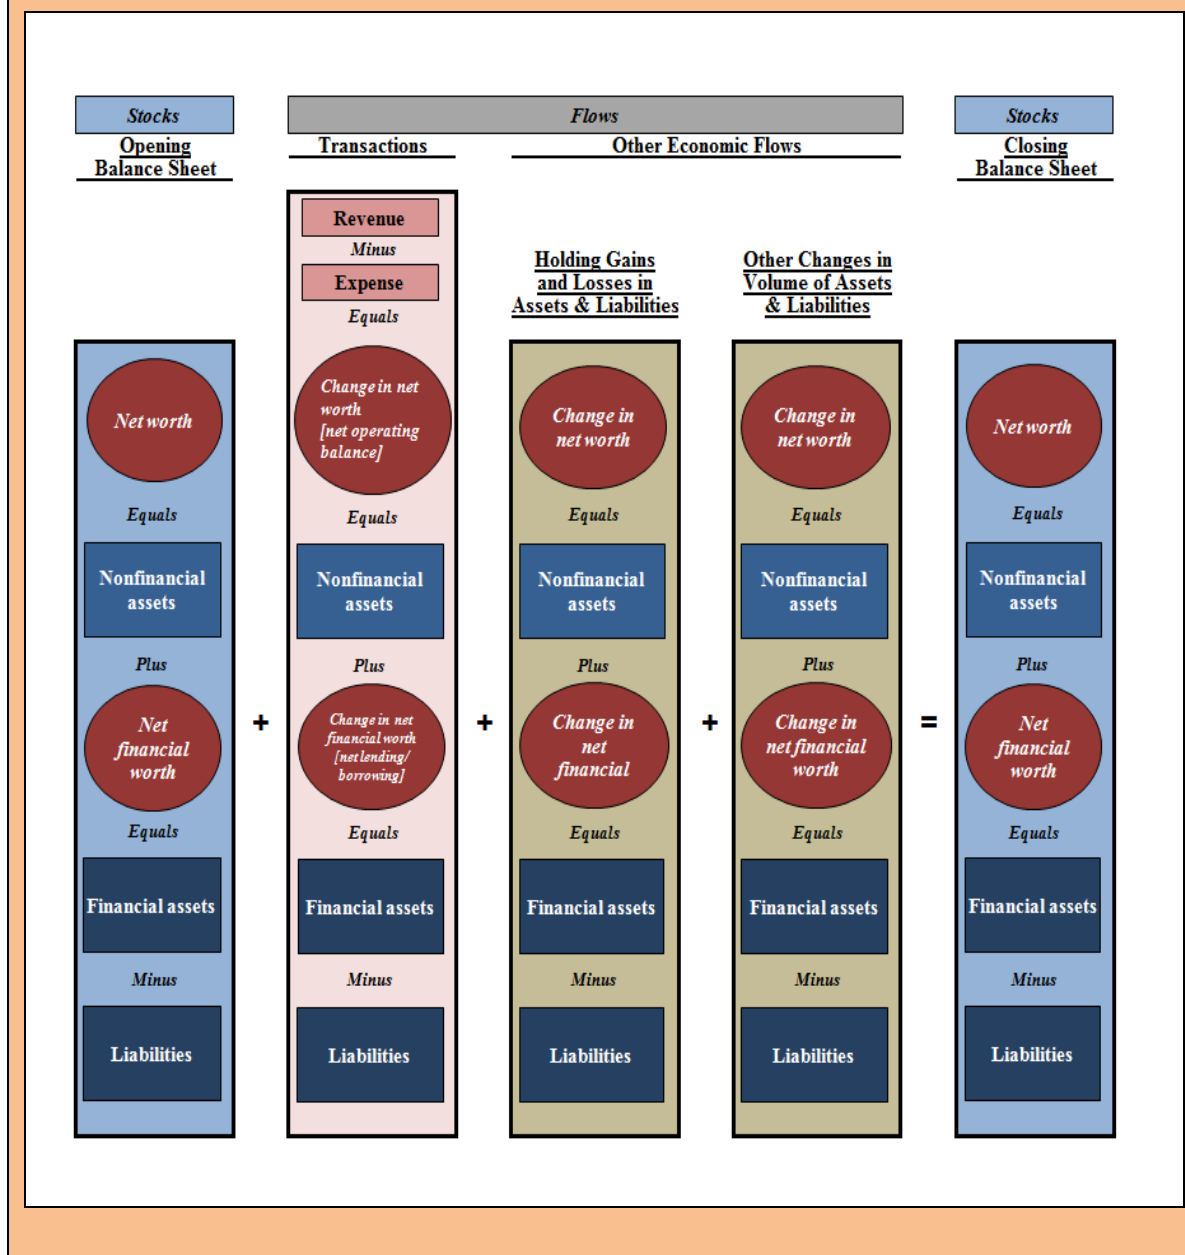 Stocks
Opening
Balance Sheet
Net worth
Equals
Nonfinancial
assets
Plus
Net
financial
worth
Equals
Financial assets
Minus
Liabilities
+
Flows
Transactions
Revenue
Minus
Expense
Equals
Change in net
worth
[net operating
balance]
Equals
Nonfinancial
assets
Plus
Change in net
financial worth
[net lending/
borrowing]
Equals
Financial assets
Minus
Liabilities
+
Other Economic Flows
Holding Gains
and Losses in
Assets & Liabilities
Change in
net worth
Equals
Nonfinancial
assets
Plus
Change in
net
financial
Equals
Financial assets
Minus
Liabilities
+
Other Changes in
Volume of Assets
& Liabilities
Change in
net worth
Equals
Nonfinancial
assets
Plus
Change in
net financial
worth
Equals
Financial assets
Minus
Liabilities
=
Stocks
Closing
Balance Sheet
Net worth
Equals
Nonfinancial
assets
Plus
Net
financial
worth
Equals
Financial assets
Minus
Liabilities